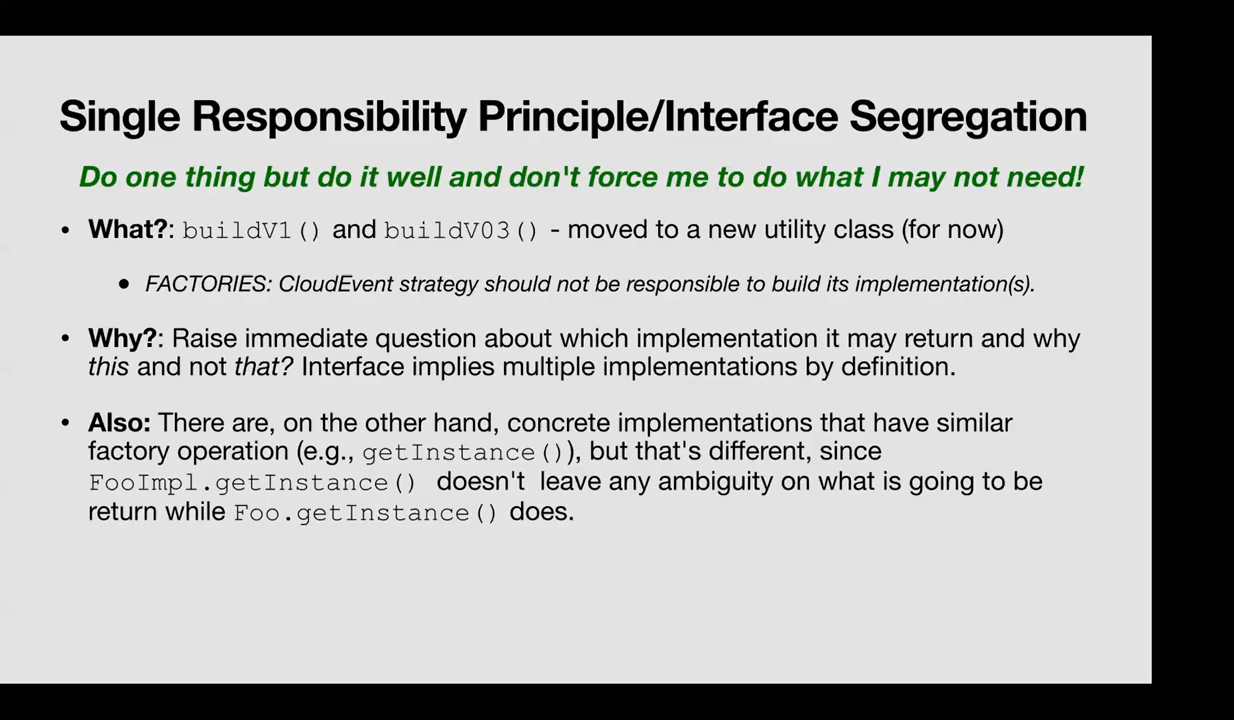 Single Responsibility Principle/Interface Segregation
Do one thing but do it well and don't force me to do what I may not need!
• What?: buildV1() and buildV03() - moved to a new utility class (for now)
• FACTORIES: CloudEvent strategy should not be responsible to build its implementation(s).
• Why?: Raise immediate question about which implementation it may return and why
this and not that? Interface implies multiple implementations by definition.
• Also: There are, on the other hand, concrete implementations that have similar
factory operation (e.g., getInstance()), but that's different, since
FooImpl.getInstance() doesn't leave any ambiguity on what is going to be
return while Foo.getInstance() does.